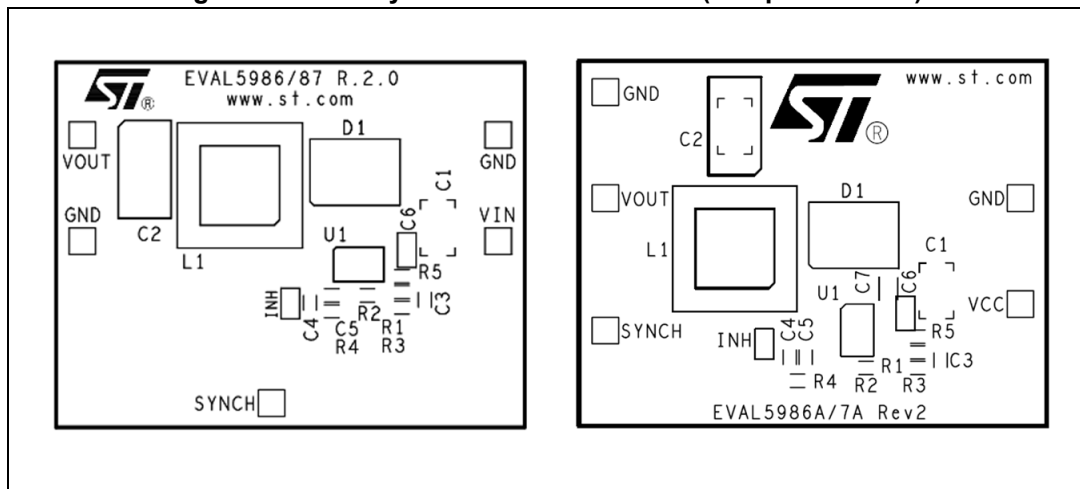 EVAL5986/87 R.2.0
www.st.com
ST®
VOUT
GND
C2
L1
D1
GND
VIN
C1
C6
U1
R5
C3
INH
C4
C5
R4
R2
R1
R3
SYNCH
www.st.com
ST®
GND
C2
VOUT
L1
D1
GND
C1
C7
C6
U1
VCC
SYNCH
INH
C4
C5
R5
R1
C3
R4
R2
R3
EVAL5986A/7A Rev2